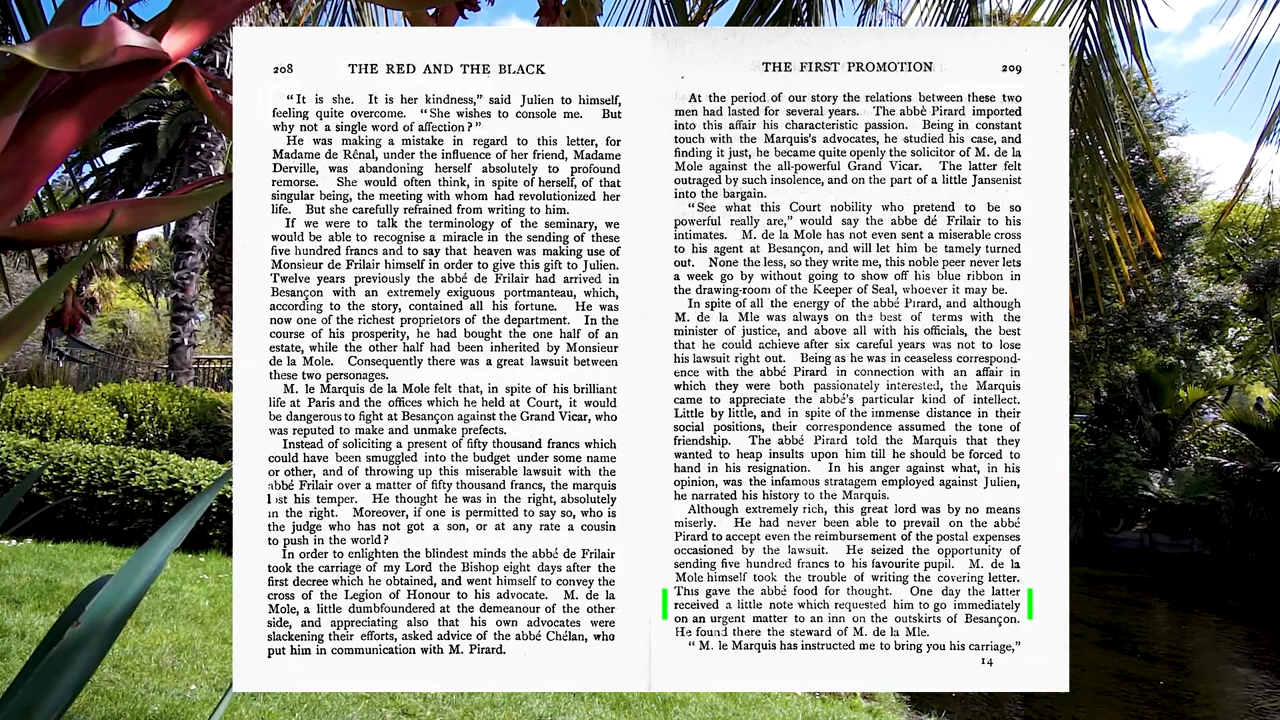 208 THE RED AND THE BLACK
“It is she. It is her kindness,” said Julien to himself,
feeling quite overcome. “She wishes to console me. But
why not a single word of affection?”
He was making a mistake in regard to this letter, for
Madame de Rênal, under the influence of her friend, Madame
Derville, was abandoning herself absolutely to profound
remorse. She would often think, in spite of herself, of that
singular being, the meeting with whom had revolutionized her
life. But she carefully refrained from writing to him.
If we were to talk the terminology of the seminary, we
would be able to recognise a miracle in the sending of these
five hundred francs and to say that heaven was making use of
Monsieur de Frilair himself in order to give this gift to Julien.
Twelve years previously the abbé de Frilair had arrived in
Besançon with an extremely exiguous portmanteau, which,
according to the story, contained all his fortune. He was
now one of the richest proprietors of the department. In the
course of his prosperity, he had bought the one half of an
estate, while the other half had been inherited by Monsieur
de la Mole. Consequently there was a great lawsuit between
these two personages.
M. le Marquis de la Mole felt that, in spite of his brilliant
life at Paris and the offices which he held at Court, it would
be dangerous to fight at Besançon against the Grand Vicar, who
was reputed to make and unmake prefects.
Instead of soliciting a present of fifty thousand francs which
could have been smuggled into the budget under some name
or other, and of throwing up this miserable lawsuit with the
abbé Frilair over a matter of fifty thousand francs, the marquis
lost his temper. He thought he was in the right, absolutely
in the right. Moreover, if one is permitted to say so, who is
the judge who has not got a son, or at any rate a cousin
to push in the world?
In order to enlighten the blindest minds the abbé de Frilair
took the carriage of my Lord the Bishop eight days after the
first decree which he obtained, and went himself to convey the
cross of the Legion of Honour to his advocate. M. de la
Mole, a little dumbfoundered at the demeanour of the other
side, and appreciating also that his own advocates were
slackening their efforts, asked advice of the abbé Chélan, who
put him in communication with M. Pirard.
THE FIRST PROMOTION 209
At the period of our story the relations between these two
men had lasted for several years. The abbé Pirard imported
into this affair his characteristic passion. Being in constant
touch with the Marquis's advocates, he studied his case, and
finding it just, he became quite openly the solicitor of M. de la
Mole against the all-powerful Grand Vicar. The latter felt
outraged by such insolence, and on the part of a little Jansenist
into the bargain.
“See what this Court nobility who pretend to be so
powerful really are,” would say the abbe dé Frilair to his
intimates. M. de la Mole has not even sent a miserable cross
to his agent at Besançon, and will let him be tamely turned
out. None the less, so they write me, this noble peer never lets
a week go by without going to show off his blue ribbon in
the drawing-room of the Keeper of Seal, whoever it may be.
In spite of all the energy of the abbé Pirard, and although
M. de la Mle was always on the best of terms with the
minister of justice, and above all with his officials, the best
that he could achieve after six careful years was not to lose
his lawsuit right out. Being as he was in ceaseless correspond-
ence with the abbé Pirard in connection with an affair in
which they were both passionately interested, the Marquis
came to appreciate the abbé's particular kind of intellect.
Little by little, and in spite of the immense distance in their
social positions, their correspondence assumed the tone of
friendship. The abbé Pirard told the Marquis that they
wanted to heap insults upon him till he should be forced to
hand in his resignation. In his anger against what, in his
opinion, was the infamous stratagem employed against Julien,
he narrated his history to the Marquis.
Although extremely rich, this great lord was by no means
miserly. He had never been able to prevail on the abbé
Pirard to accept even the reimbursement of the postal expenses
occasioned by the lawsuit. He seized the opportunity of
sending five hundred francs to his favourite pupil. M. de la
Mole himself took the trouble of writing the covering letter.
This gave the abbé food for thought. One day the latter
received a little note which requested him to go immediately
on an urgent matter to an inn on the outskirts of Besançon.
He found there the steward of M. de la Mle.
“ M. le Marquis has instructed me to bring you his carriage,”
14